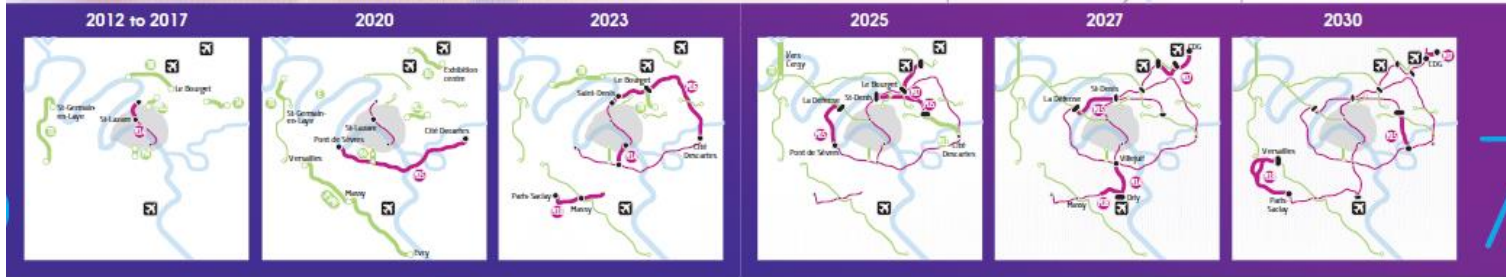 2012 to 2017
2020
2023
2025
2027
2030
Le Bourget
St-Germain-
en-Laye
St-Lazare
Exhibition
centre
St-Germain-
en-Laye
St-Lazare
Pont de Sèvres
Cité Descartes
Versailles
Massy
Evry
Le Bourget
Saint-Denis
Cité
Descartes
Paris-Saclay
Massy
Vers
Cergy
Le Bourget
La Défense
St-Denis
Pont de Sèvres
Cité
Descartes
CDG
St-Denis
La Défense
Villejuif
Orly
Massy
CDG
Versailles
Paris-
Saclay